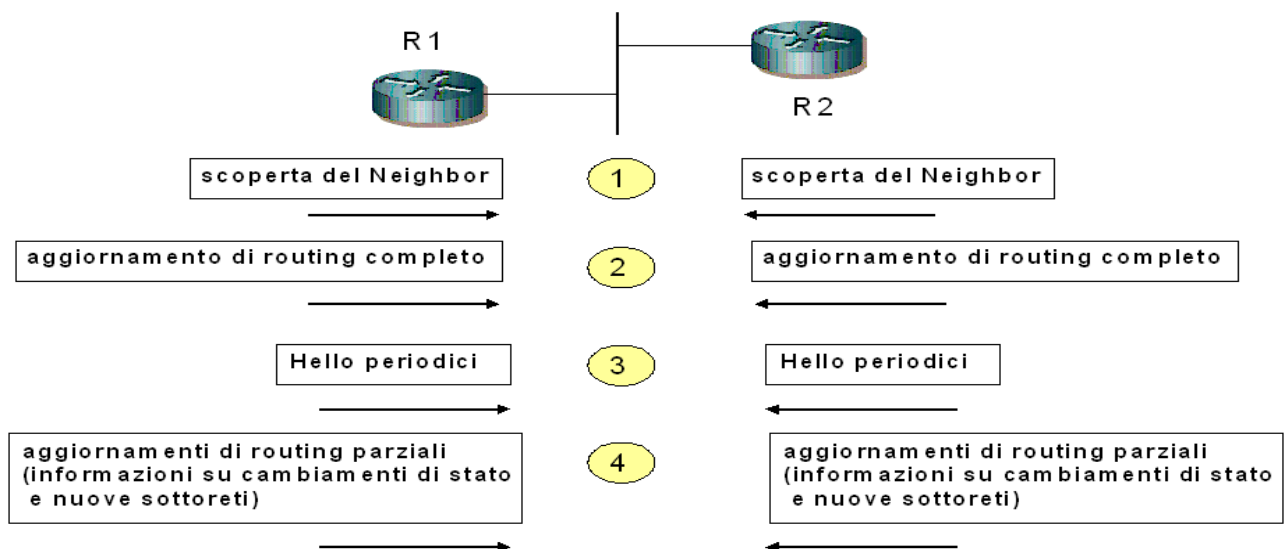 R1
R2
scoperta del Neighbor
1
scoperta del Neighbor
aggiornamento di routing completo
2
aggiornamento di routing completo
Hello periodici
3
Hello periodici
aggiornamenti di routing parziali
(informazioni su cambiamenti di stato
e nuove sottoreti)
4
aggiornamenti di routing parziali
(informazioni su cambiamenti di stato
e nuove sottoreti)